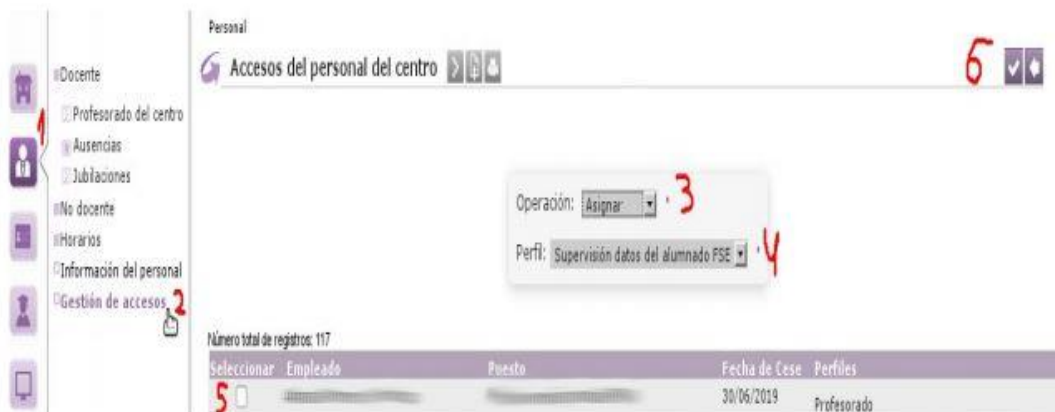 Personal
Accesos del personal del centro
6
1
Docente
Profesorado del centro
Ausencias
Jubilaciones
No docente
Horarios
Información del personal
Gestión de accesos 2
Operación: Asignar 3
Perfil: Supervisión datos del alumnado FSE 4
Número total de registros: 117
Seleccionar Empleado Puesto Fecha de Cese Perfiles
5 30/06/2019 Profesorado